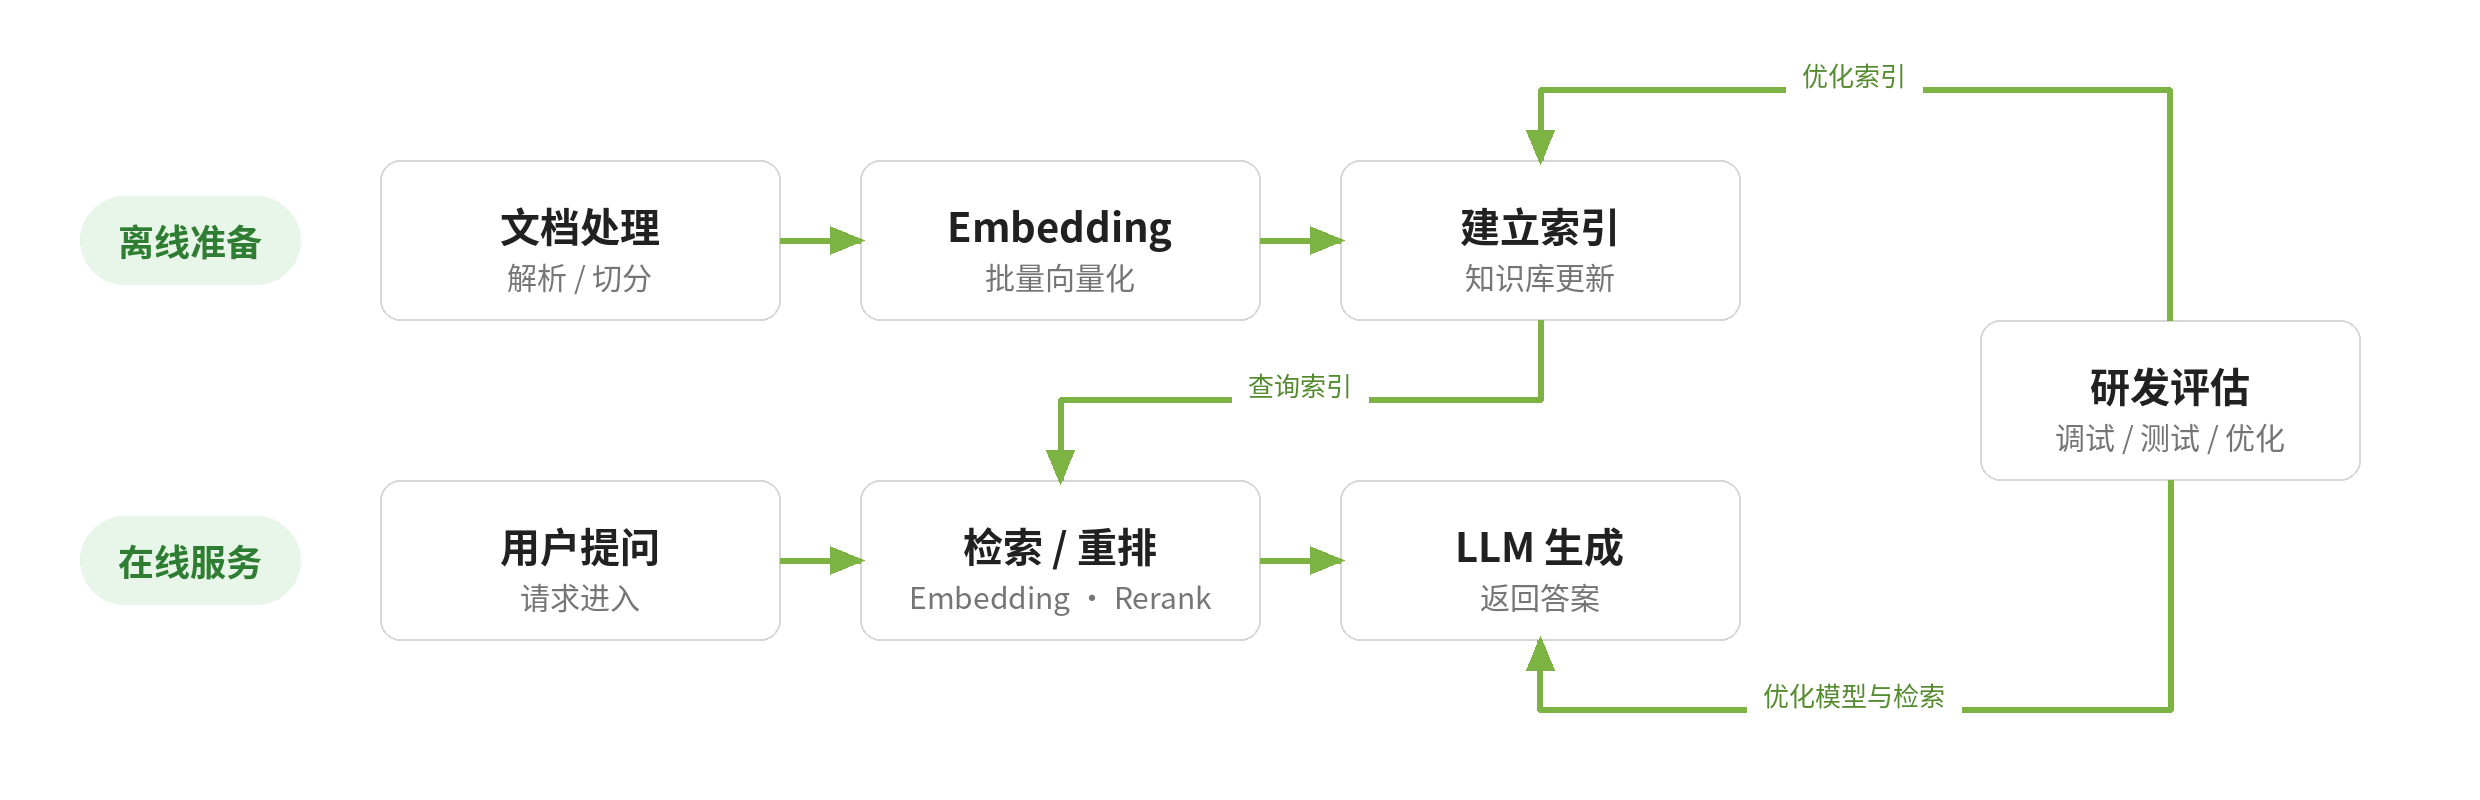 优化索引
离线准备
文档处理
解析 / 切分
Embedding
批量向量化
建立索引
知识库更新
查询索引
研发评估
调试 / 测试 / 优化
在线服务
用户提问
请求进入
检索 / 重排
Embedding · Rerank
LLM 生成
返回答案
优化模型与检索